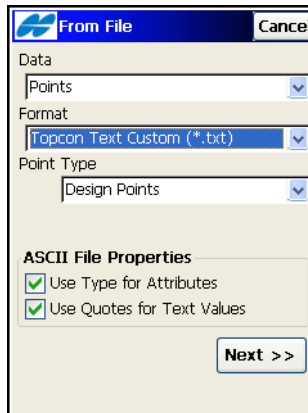 From File
Cance
Data
Points
Format
Topcon Text Custom (*.txt)
Point Type
Design Points
ASCII File Properties
Use Type for Attributes
Use Quotes for Text Values
Next >>